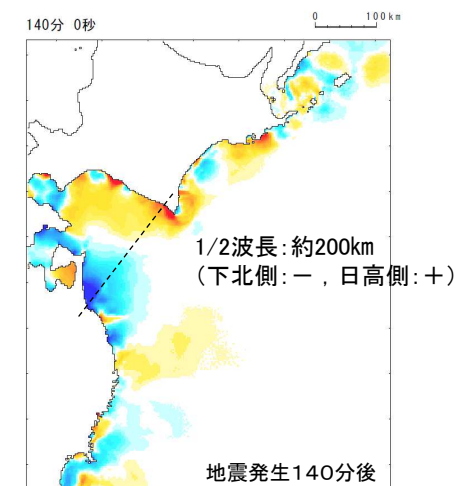 140分 0秒
0 100km
1/2波長:約200km
(下北側:－,日高側:＋)
地震発生140分後